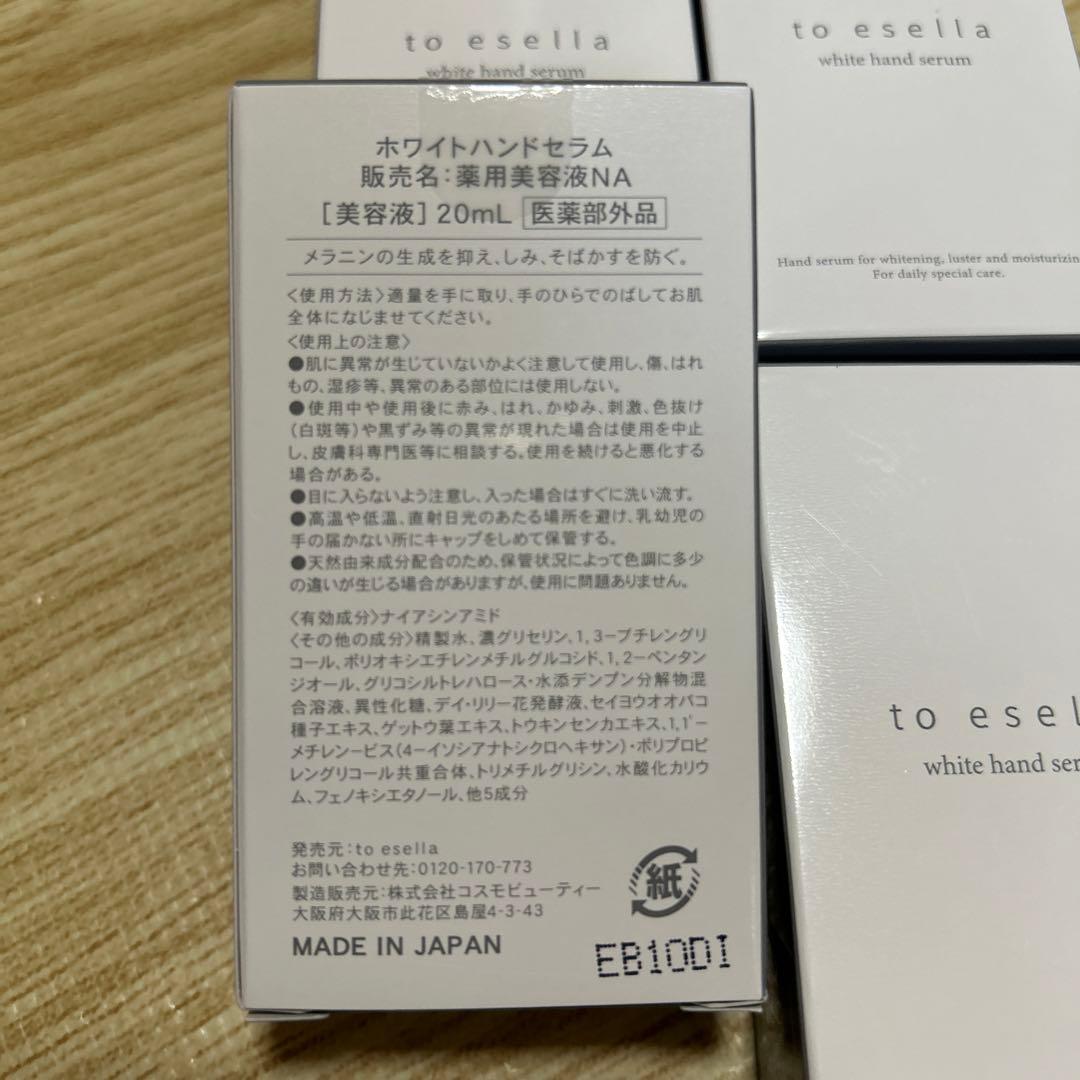 to esella
white hand serum
to esella
white hand serum
Hand serum for whitening, luster and moisturizin
For daily special care.
ホワイトハンドセラム
販売名:薬用美容液NA
[美容液] 20mL 医薬部外品
メラニンの生成を抑え、しみ、そばかすを防ぐ。
〈使用方法〉適量を手に取り、手のひらでのばしてお肌
全体になじませてください。
〈使用上の注意〉
●肌に異常が生じていないかよく注意して使用し、傷、はれ
もの、湿疹等、異常のある部位には使用しない。
●使用中や使用後に赤み、はれ、かゆみ、刺激、色抜け
(白斑等)や黒ずみ等の異常が現れた場合は使用を中止
し、皮膚科専門医等に相談する。使用を続けると悪化する
場合がある。
●目に入らないよう注意し、入った場合はすぐに洗い流す。
●高温や低温、直射日光のあたる場所を避け、乳幼児の
手の届かない所にキャップをしめて保管する。
●天然由来成分配合のため、保管状況によって色調に多少
の違いが生じる場合がありますが、使用に問題ありません。
〈有効成分〉ナイアシンアミド
〈その他の成分〉精製水、濃グリセリン、1,3-ブチレングリ
コール、ポリオキシエチレンメチルグルコシド、1,2-ペンタン
ジオール、グリコシルトレハロース・水添デンプン分解物混
合溶液、異性化糖、デイ・リリー花発酵液、セイヨウオオバコ
種子エキス、ゲットウ葉エキス、トウキンセンカエキス、1,1'-
メチレン-ビス(4-イソシアナトシクロヘキサン)・ポリプロピ
レングリコール共重合体、トリメチルグリシン、水酸化カリウ
ム、フェノキシエタノール、他5成分
発売元:to esella
お問い合わせ先:0120-170-773
製造販売元:株式会社コスモビューティー
大阪府大阪市此花区島屋4-3-43
MADE IN JAPAN
紙
EB10DI
to esel
white hand ser